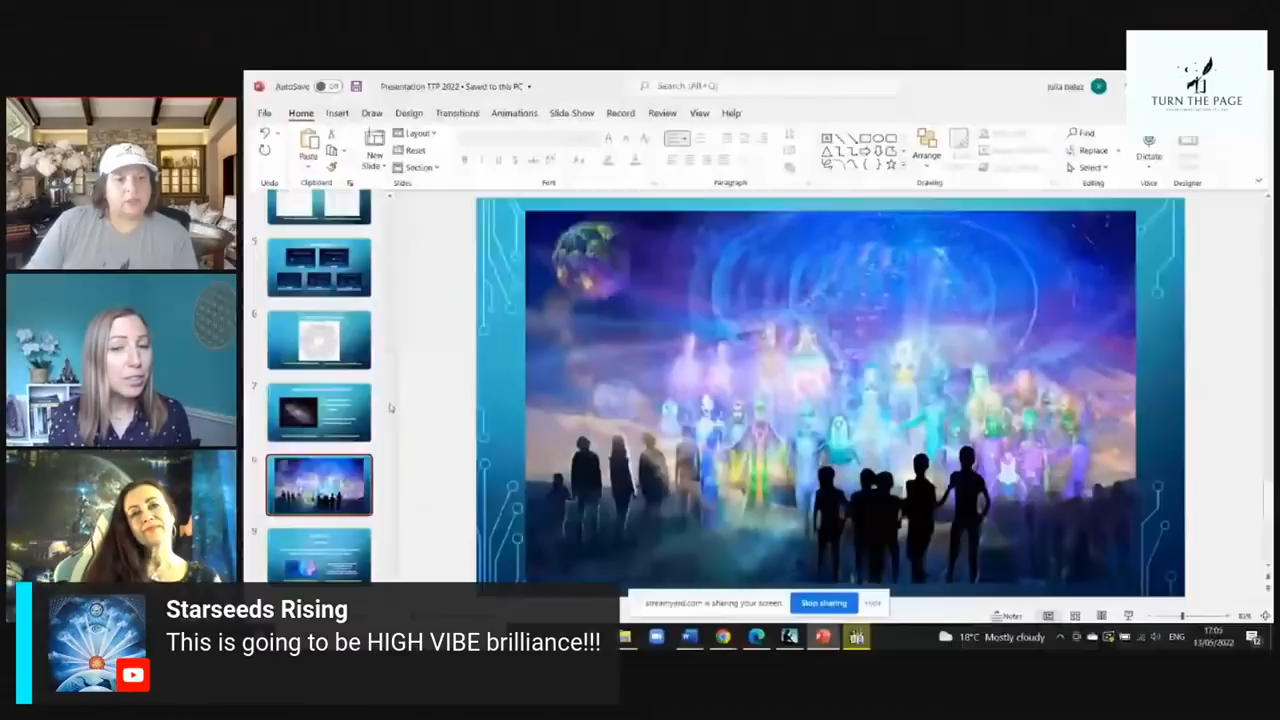 TURN THE PAGE
AutoSave Off Presentation TTP 2022 • Saved to this PC Search (Alt+Q)
File Home Insert Draw Design Transitions Animations Slide Show Record Review View Help
Paste
New
Slide
Layout
Reset
Section
Arrange
Find
Replace
Select
Dictate
Undo Clipboard Slides Font Paragraph Drawing Editing Voice Designer
5
6
7
8
9
streamyard.com is sharing your screen. Stop sharing Hide
Notes
Starseeds Rising
This is going to be HIGH VIBE brilliance!!!
18°C Mostly cloudy ENG 17:05
13/05/2022